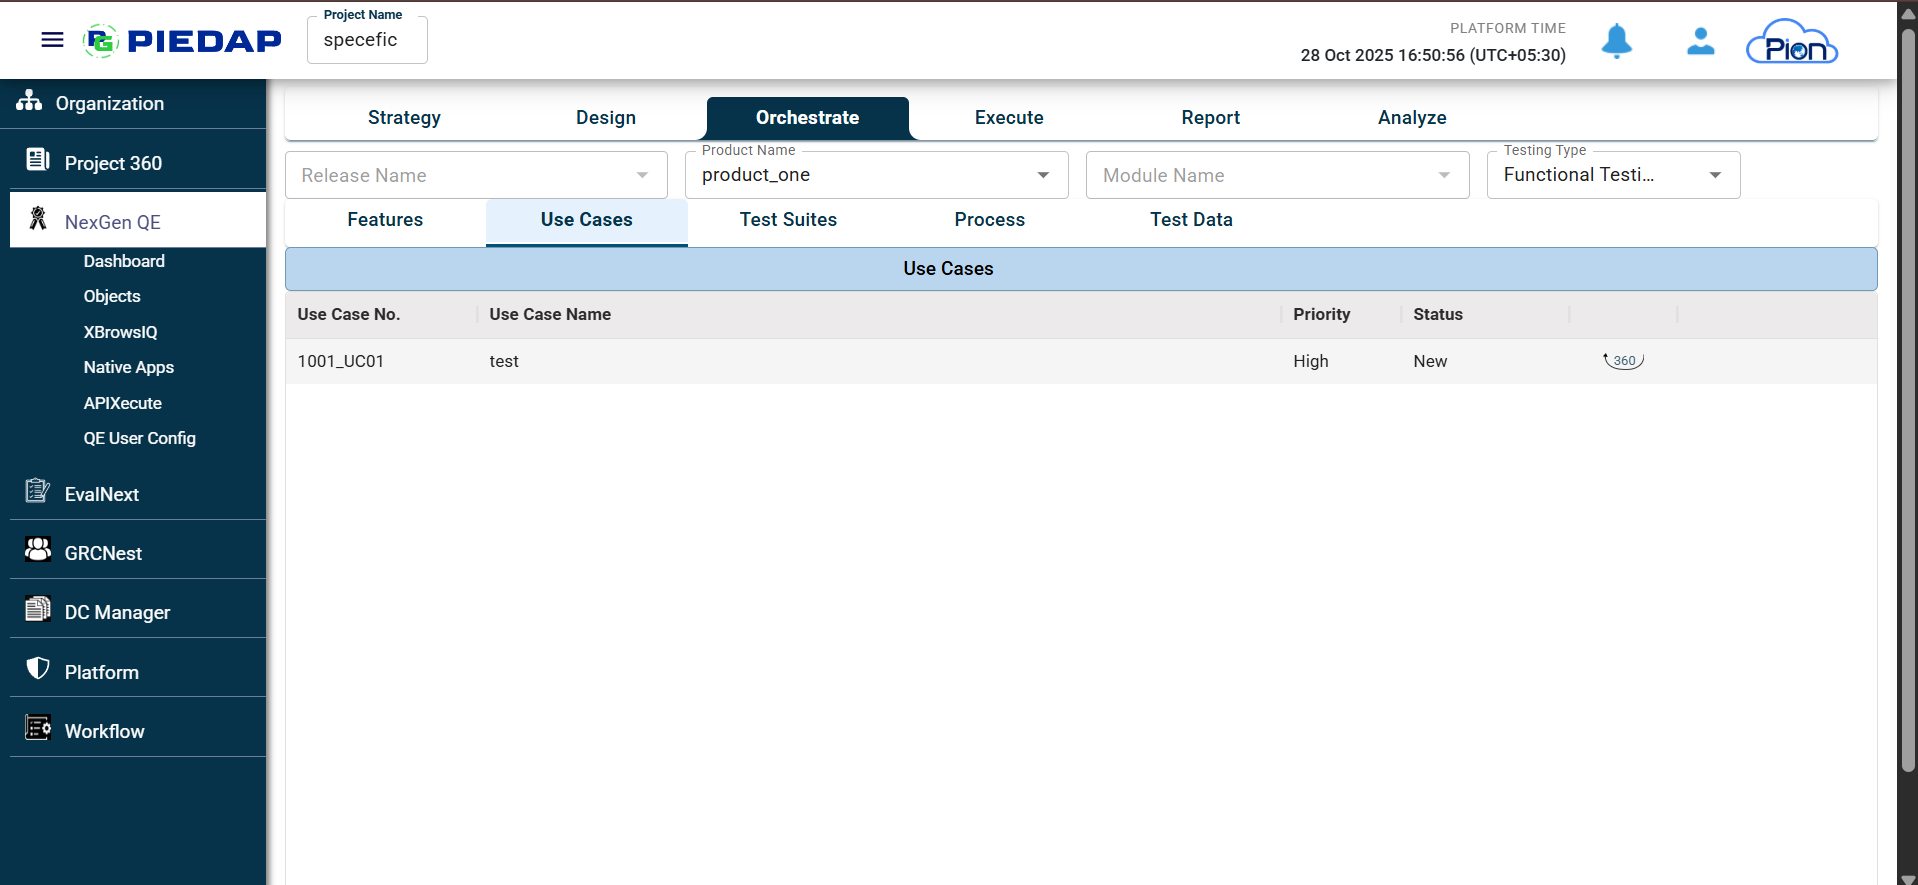 PG PIEDAP
Project Name
specefic
PLATFORM TIME
28 Oct 2025 16:50:56 (UTC+05:30)
Pion
Organization
Project 360
NexGen QE
Dashboard
Objects
XBrowsIQ
Native Apps
APIXecute
QE User Config
EvalNext
GRCNest
DC Manager
Platform
Workflow
Strategy Design Orchestrate Execute Report Analyze
Release Name
Product Name
product_one
Module Name
Testing Type
Functional Testi...
Features Use Cases Test Suites Process Test Data
Use Cases
Use Case No. Use Case Name Priority Status
1001_UC01 test High New 360